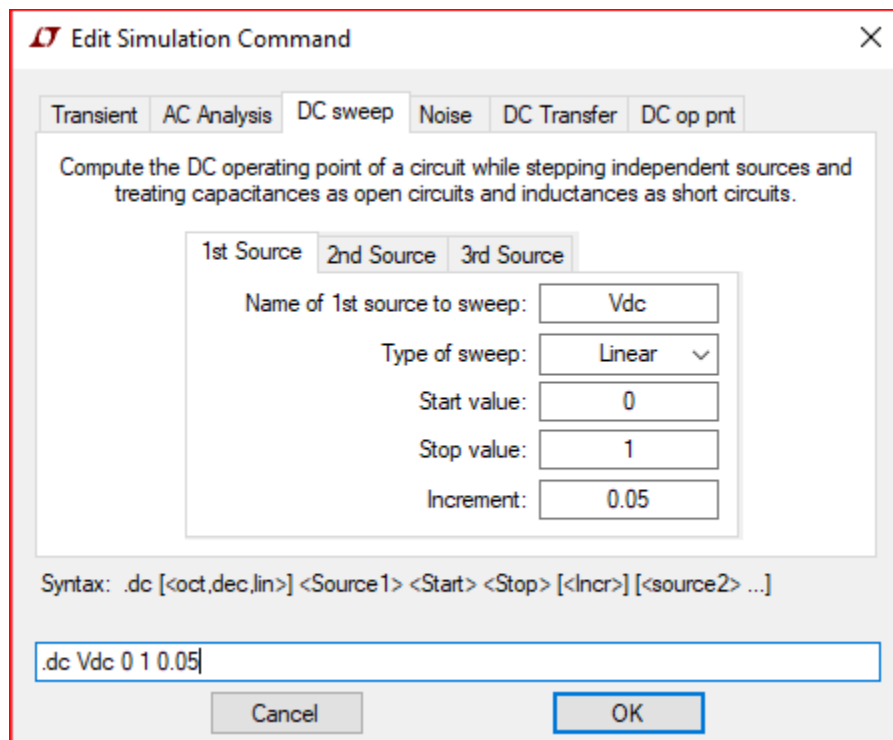 Edit Simulation Command
Transient AC Analysis DC sweep Noise DC Transfer DC op pnt
Compute the DC operating point of a circuit while stepping independent sources and
treating capacitances as open circuits and inductances as short circuits.
1st Source 2nd Source 3rd Source
Name of 1st source to sweep: Vdc
Type of sweep: Linear
Start value: 0
Stop value: 1
Increment: 0.05
Syntax: .dc [<oct,dec,lin>] <Source1> <Start> <Stop> [<Incr>] [<source2> ...]
.dc Vdc 0 1 0.05
Cancel OK